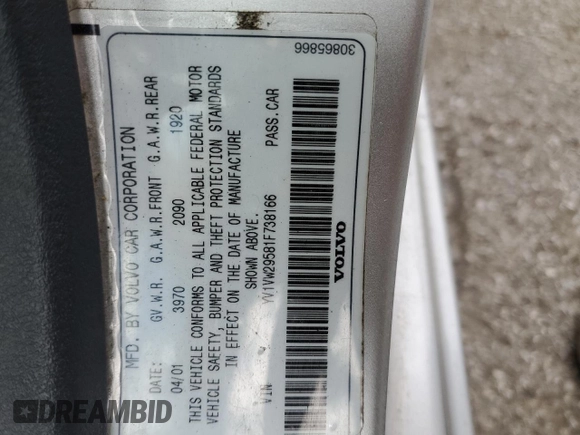 MFD. BY VOLVO CAR CORPORATION
DATE: GV.W.R. G.A.W.R.FRONT G.A.W.R.REAR
04/01 3970 2090 1920
THIS VEHICLE CONFORMS TO ALL APPLICABLE FEDERAL MOTOR
VEHICLE SAFETY, BUMPER AND THEFT PROTECTION STANDARDS
IN EFFECT ON THE DATE OF MANUFACTURE
SHOWN ABOVE.
VIN YV1VW29581F738166 PASS.CAR
VOLVO
30865866
DREAMBID